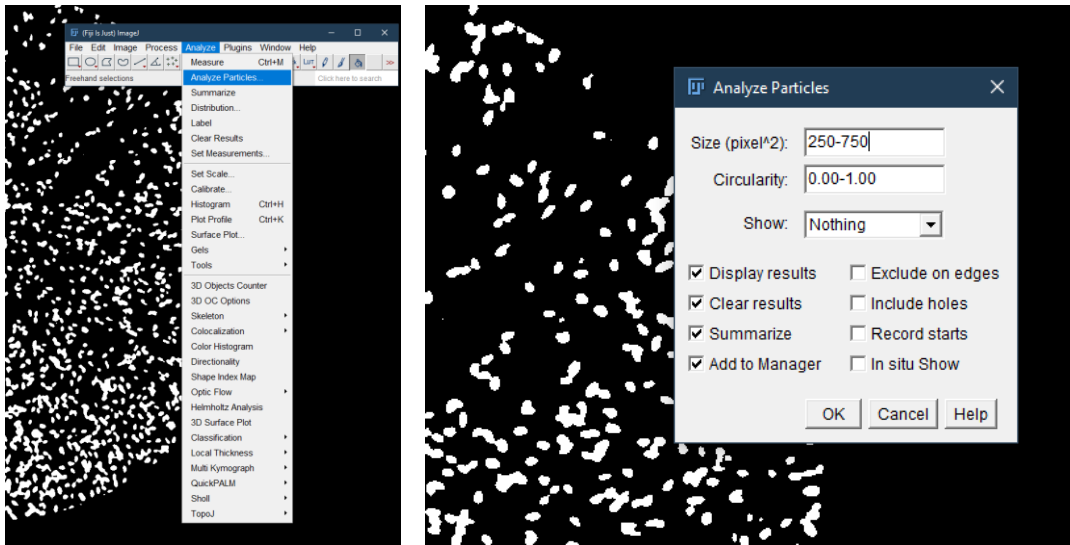 (Fiji Is Just) ImageJ
File Edit Image Process Analyze Plugins Window Help
LUT
>>
Freehand selections
Click here to search
Measure Ctrl+M
Analyze Particles...
Summarize
Distribution...
Label
Clear Results
Set Measurements...
Set Scale...
Calibrate...
Histogram Ctrl+H
Plot Profile Ctrl+K
Surface Plot...
Gels
Tools
3D Objects Counter
3D OC Options
Skeleton
Colocalization
Color Histogram
Directionality
Shape Index Map
Optic Flow
Helmholtz Analysis
3D Surface Plot
Classification
Local Thickness
Multi Kymograph
QuickPALM
Sholl
TopoJ
Analyze Particles
Size (pixel^2): 250-750
Circularity: 0.00-1.00
Show: Nothing
Display results Exclude on edges
Clear results Include holes
Summarize Record starts
Add to Manager In situ Show
OK Cancel Help